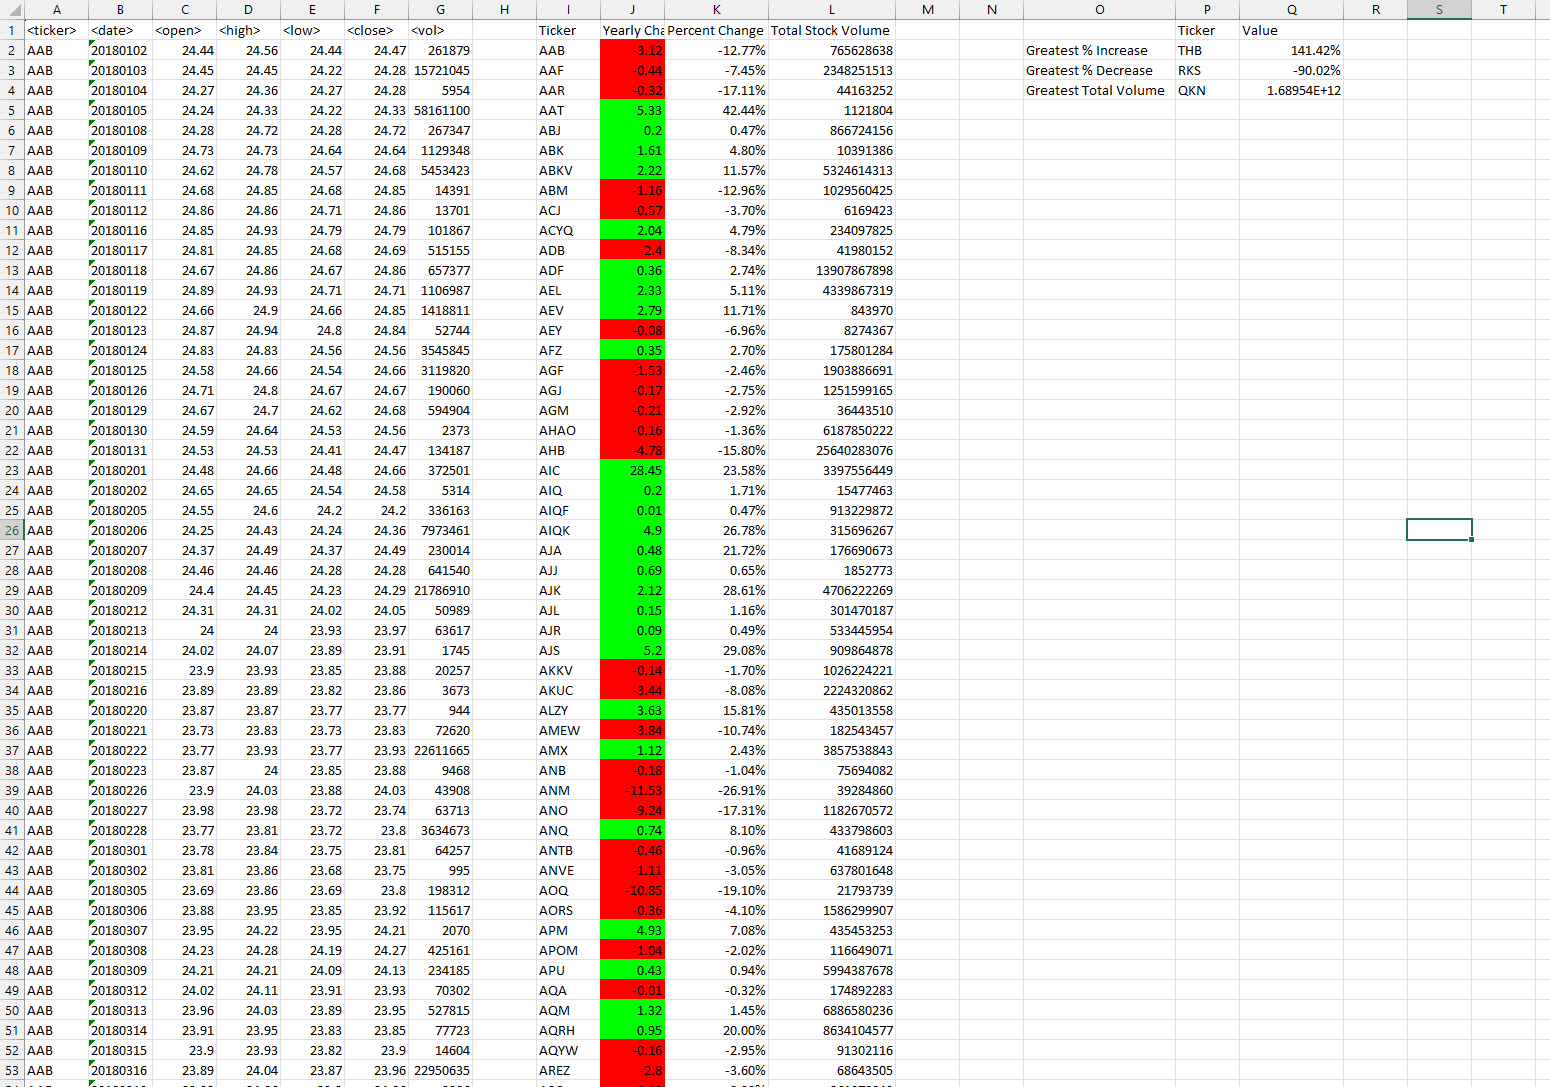 A B C D E F G H I J K L M N O P Q R S T
1 <ticker> <date> <open> <high> <low> <close> <vol> Ticker Yearly Cha Percent Change Total Stock Volume Ticker Value
2 AAB 20180102 24.44 24.56 24.44 24.47 261879 AAB -3.12 -12.77% 765628638 Greatest % Increase THB 141.42%
3 AAB 20180103 24.45 24.45 24.22 24.28 15721045 AAF -0.44 -7.45% 2348251513 Greatest % Decrease RKS -90.02%
4 AAB 20180104 24.27 24.36 24.27 24.28 5954 AAR -0.32 -17.11% 44163252 Greatest Total Volume QKN 1.68954E+12
5 AAB 20180105 24.24 24.33 24.22 24.33 58161100 AAT 5.33 42.44% 1121804
6 AAB 20180108 24.28 24.72 24.28 24.72 267347 ABJ 0.2 0.47% 866724156
7 AAB 20180109 24.73 24.73 24.64 24.64 1129348 ABK 1.61 4.80% 10391386
8 AAB 20180110 24.62 24.78 24.57 24.68 5453423 ABKV 2.22 11.57% 5324614313
9 AAB 20180111 24.68 24.85 24.68 24.85 14391 ABM -1.16 -12.96% 1029560425
10 AAB 20180112 24.86 24.86 24.71 24.86 13701 ACJ -0.57 -3.70% 6169423
11 AAB 20180116 24.85 24.93 24.79 24.79 101867 ACYQ 2.04 4.79% 234097825
12 AAB 20180117 24.81 24.85 24.68 24.69 515155 ADB -2.4 -8.34% 41980152
13 AAB 20180118 24.67 24.86 24.67 24.86 657377 ADF 0.36 2.74% 13907867898
14 AAB 20180119 24.89 24.93 24.71 24.71 1106987 AEL 2.33 5.11% 4339867319
15 AAB 20180122 24.66 24.9 24.66 24.85 1418811 AEV 2.79 11.71% 843970
16 AAB 20180123 24.87 24.94 24.8 24.84 52744 AEY -0.08 -6.96% 8274367
17 AAB 20180124 24.83 24.83 24.56 24.56 3545845 AFZ 0.35 2.70% 175801284
18 AAB 20180125 24.58 24.66 24.54 24.66 3119820 AGF -1.53 -2.46% 1903886691
19 AAB 20180126 24.71 24.8 24.67 24.67 190060 AGJ -0.17 -2.75% 1251599165
20 AAB 20180129 24.67 24.7 24.62 24.68 594904 AGM -0.21 -2.92% 36443510
21 AAB 20180130 24.59 24.64 24.53 24.56 2373 AHAO -0.16 -1.36% 6187850222
22 AAB 20180131 24.53 24.53 24.41 24.47 134187 AHB -4.78 -15.80% 25640283076
23 AAB 20180201 24.48 24.66 24.48 24.66 372501 AIC 28.45 23.58% 3397556449
24 AAB 20180202 24.65 24.65 24.54 24.58 5314 AIQ 0.2 1.71% 15477463
25 AAB 20180205 24.55 24.6 24.2 24.2 336163 AIQF 0.01 0.47% 913229872
26 AAB 20180206 24.25 24.43 24.24 24.36 7973461 AIQK 4.9 26.78% 315696267
27 AAB 20180207 24.37 24.49 24.37 24.49 230014 AJA 0.48 21.72% 176690673
28 AAB 20180208 24.46 24.46 24.28 24.28 641540 AJJ 0.69 0.65% 1852773
29 AAB 20180209 24.4 24.45 24.23 24.29 21786910 AJK 2.12 28.61% 4706222269
30 AAB 20180212 24.31 24.31 24.02 24.05 50989 AJL 0.15 1.16% 301470187
31 AAB 20180213 24 24 23.93 23.97 63617 AJR 0.09 0.49% 533445954
32 AAB 20180214 24.02 24.07 23.89 23.91 1745 AJS 5.2 29.08% 909864878
33 AAB 20180215 23.9 23.93 23.85 23.88 20257 AKKV -0.14 -1.70% 1026224221
34 AAB 20180216 23.89 23.89 23.82 23.86 3673 AKUC -3.44 -8.08% 2224320862
35 AAB 20180220 23.87 23.87 23.77 23.77 944 ALZY 3.63 15.81% 435013558
36 AAB 20180221 23.73 23.83 23.73 23.83 72620 AMEW -3.84 -10.74% 182543457
37 AAB 20180222 23.77 23.93 23.77 23.93 22611665 AMX 1.12 2.43% 3857538843
38 AAB 20180223 23.87 24 23.85 23.88 9468 ANB -0.18 -1.04% 75694082
39 AAB 20180226 23.9 24.03 23.88 24.03 43908 ANM -11.53 -26.91% 39284860
40 AAB 20180227 23.98 23.98 23.72 23.74 63713 ANO -9.24 -17.31% 1182670572
41 AAB 20180228 23.77 23.81 23.72 23.8 3634673 ANQ 0.74 8.10% 433798603
42 AAB 20180301 23.78 23.84 23.75 23.81 64257 ANTB -0.46 -0.96% 41689124
43 AAB 20180302 23.81 23.86 23.68 23.75 995 ANVE -1.11 -3.05% 637801648
44 AAB 20180305 23.69 23.86 23.69 23.8 198312 AOQ -10.85 -19.10% 21793739
45 AAB 20180306 23.88 23.95 23.85 23.92 115617 AORS -0.36 -4.10% 1586299907
46 AAB 20180307 23.95 24.22 23.95 24.21 2070 APM 4.93 7.08% 435453253
47 AAB 20180308 24.23 24.28 24.19 24.27 425161 APOM -1.04 -2.02% 116649071
48 AAB 20180309 24.21 24.21 24.09 24.13 234185 APU 0.43 0.94% 5994387678
49 AAB 20180312 24.02 24.11 23.91 23.93 70302 AQA -0.01 -0.32% 174892283
50 AAB 20180313 23.96 24.03 23.89 23.95 527815 AQM 1.32 1.45% 6886580236
51 AAB 20180314 23.91 23.95 23.83 23.85 77723 AQRH 0.95 20.00% 8634104577
52 AAB 20180315 23.9 23.93 23.82 23.9 14604 AQYW -0.16 -2.95% 91302116
53 AAB 20180316 23.89 24.04 23.87 23.96 22950635 AREZ -2.8 -3.60% 68643505